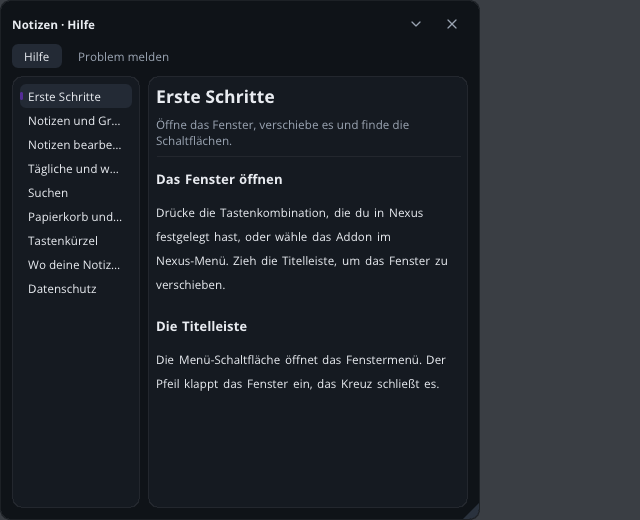 Notizen · Hilfe
Hilfe
Problem melden
Erste Schritte
Notizen und Gr...
Notizen bearbe...
Tägliche und w...
Suchen
Papierkorb und...
Tastenkürzel
Wo deine Notiz...
Datenschutz
Erste Schritte
Öffne das Fenster, verschiebe es und finde die
Schaltflächen.
Das Fenster öffnen
Drücke die Tastenkombination, die du in Nexus
festgelegt hast, oder wähle das Addon im
Nexus-Menü. Zieh die Titelleiste, um das Fenster zu
verschieben.
Die Titelleiste
Die Menü-Schaltfläche öffnet das Fenstermenü. Der
Pfeil klappt das Fenster ein, das Kreuz schließt es.